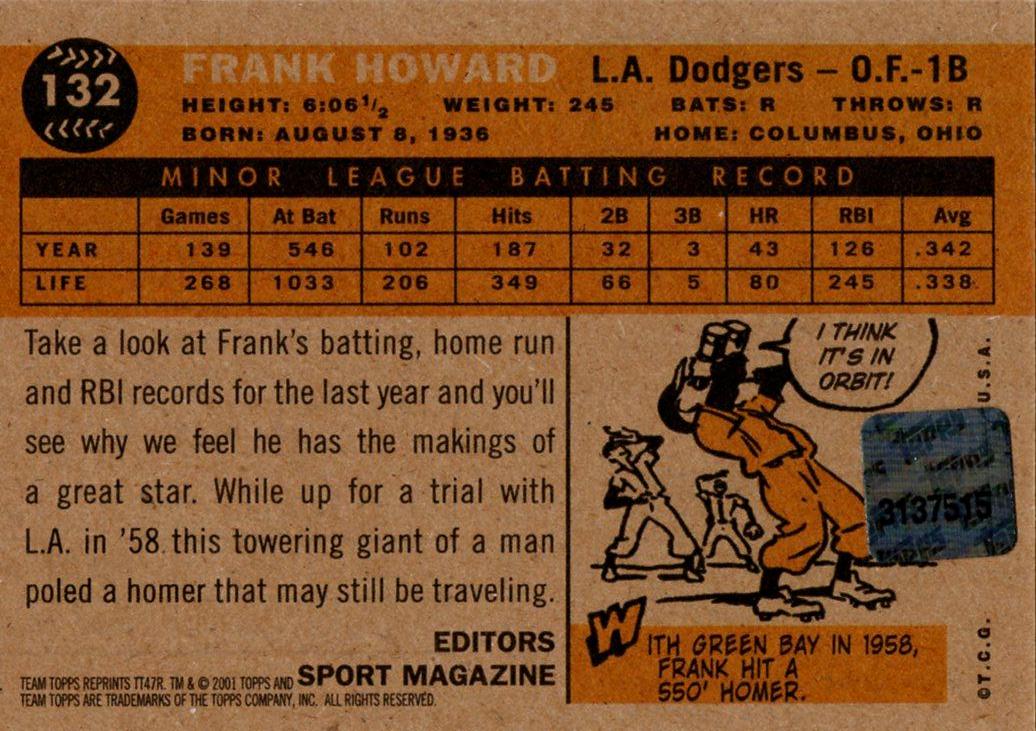 132
FRANK HOWARD L.A. Dodgers – O.F.-1B
HEIGHT: 6:06½ WEIGHT: 245 BATS: R THROWS: R
BORN: AUGUST 8, 1936 HOME: COLUMBUS, OHIO
MINOR LEAGUE BATTING RECORD
Games At Bat Runs Hits 2B 3B HR RBI Avg
YEAR 139 546 102 187 32 3 43 126 .342
LIFE 268 1033 206 349 66 5 80 245 .338
Take a look at Frank's batting, home run
and RBI records for the last year and you'll
see why we feel he has the makings of
a great star. While up for a trial with
L.A. in '58 this towering giant of a man
poled a homer that may still be traveling.
EDITORS
SPORT MAGAZINE
TEAM TOPPS REPRINTS TT47R. TM & © 2001 TOPPS AND
TEAM TOPPS ARE TRADEMARKS OF THE TOPPS COMPANY, INC. ALL RIGHTS RESERVED.
I THINK
IT'S IN
ORBIT!
3137515
WITH GREEN BAY IN 1958,
FRANK HIT A
550' HOMER.
©T.C.G.
U.S.A.